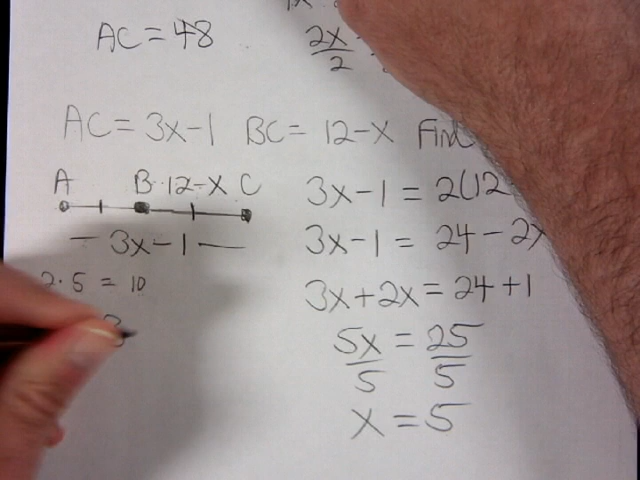 AC = 48
2x
2
AC = 3x-1 BC = 12-x Find
A B 12-x C
3x-1
2·5 = 10
3x-1 = 2(12
3x-1 = 24-2x
3x+2x = 24+1
5x = 25
5 5
x = 5